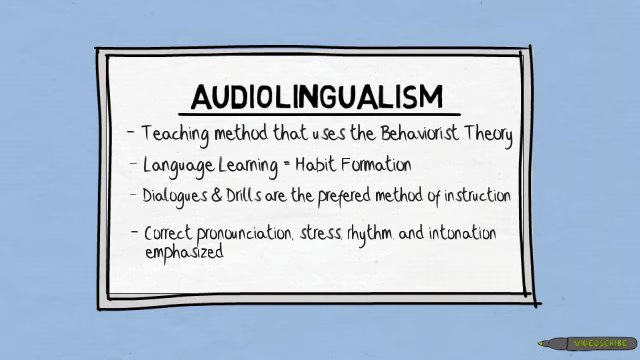 AUDIOLINGUALISM
- Teaching method that uses the Behaviorist Theory
- Language Learning = Habit Formation
- Dialogues & Drills are the prefered method of instruction
- Correct pronounciation, stress, rhythm, and intonation
emphasized
VIDEOSCRIBE